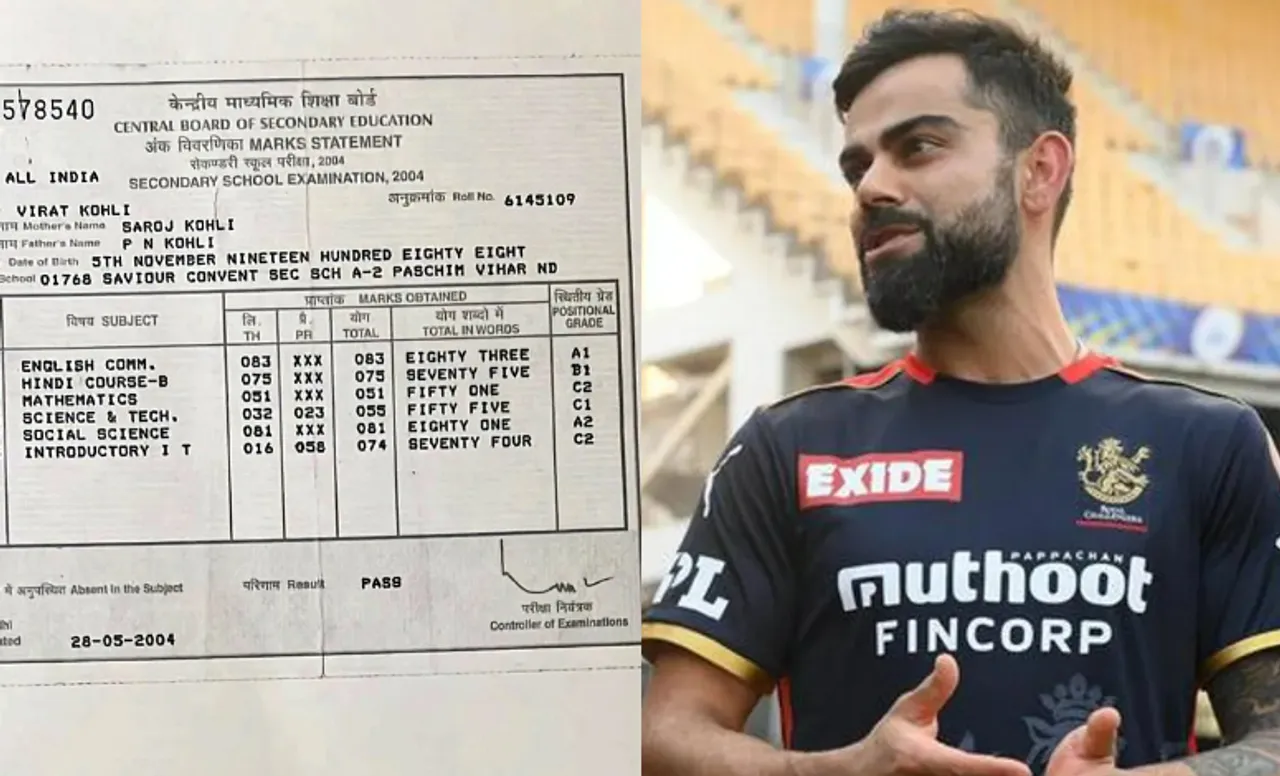 578540
केन्द्रीय माध्यमिक शिक्षा बोर्ड
CENTRAL BOARD OF SECONDARY EDUCATION
अंक विवरणिका MARKS STATEMENT
सेकण्डरी स्कूल परीक्षा, 2004
ALL INDIA
SECONDARY SCHOOL EXAMINATION, 2004
अनुक्रमांक Roll No. 6145109
VIRAT KOHLI
Mother's Name SAROJ KOHLI
Father's Name P N KOHLI
Date of Birth 5TH NOVEMBER NINETEEN HUNDRED EIGHTY EIGHT
School 01768 SAVIOUR CONVENT SEC SCH A-2 PASCHIM VIHAR ND
विषय SUBJECT
प्राप्तांक MARKS OBTAINED
स्थितीय ग्रेड
POSITIONAL
GRADE
लि. TH
प्रै. PR
योग TOTAL
योग शब्दों में
TOTAL IN WORDS
ENGLISH COMM. 083 XXX 083 EIGHTY THREE A1
HINDI COURSE-B 075 XXX 075 SEVENTY FIVE B1
MATHEMATICS 051 XXX 051 FIFTY ONE C2
SCIENCE & TECH. 032 023 055 FIFTY FIVE C1
SOCIAL SCIENCE 081 XXX 081 EIGHTY ONE A2
INTRODUCTORY I T 016 058 074 SEVENTY FOUR C2
में अनुपस्थित Absent in the Subject
परिणाम Result PASS
परीक्षा नियंत्रक
Controller of Examinations
28-05-2004
EXIDE
ROYAL
CHALLENGERS
PAPPACHAN
muthoot
FINCORP